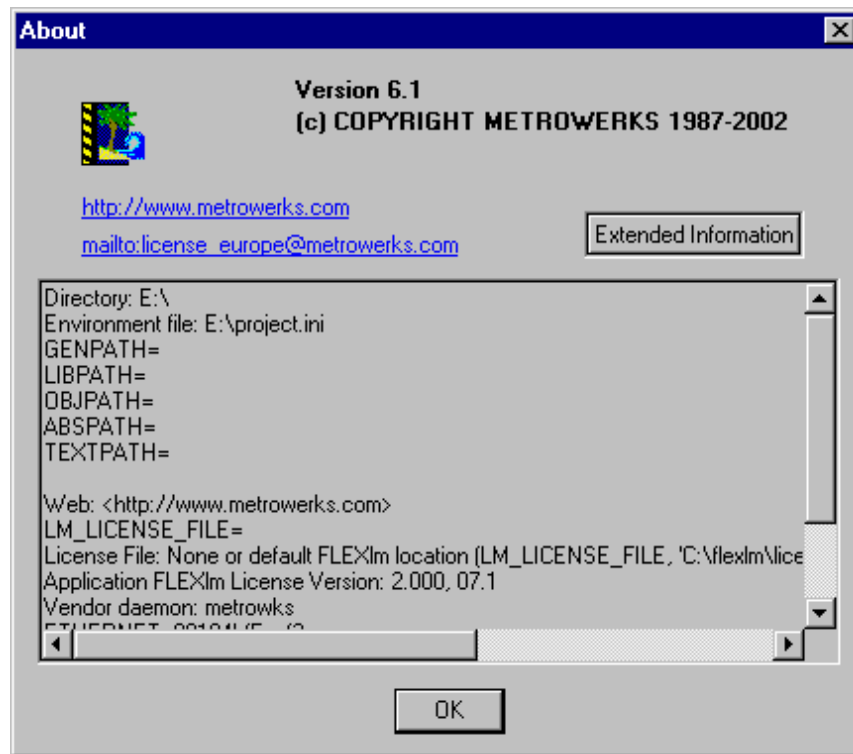 About
Version 6.1
(c) COPYRIGHT METROWERKS 1987-2002
http://www.metrowerks.com
mailto:license_europe@metrowerks.com
Extended Information
Directory: E:\
Environment file: E:\project.ini
GENPATH=
LIBPATH=
OBJPATH=
ABSPATH=
TEXTPATH=
Web: <http://www.metrowerks.com>
LM_LICENSE_FILE=
License File: None or default FLEXlm location (LM_LICENSE_FILE, 'C:\flexlm\lice
Application FLEXlm License Version: 2.000, 07.1
Vendor daemon: metrowks
OK